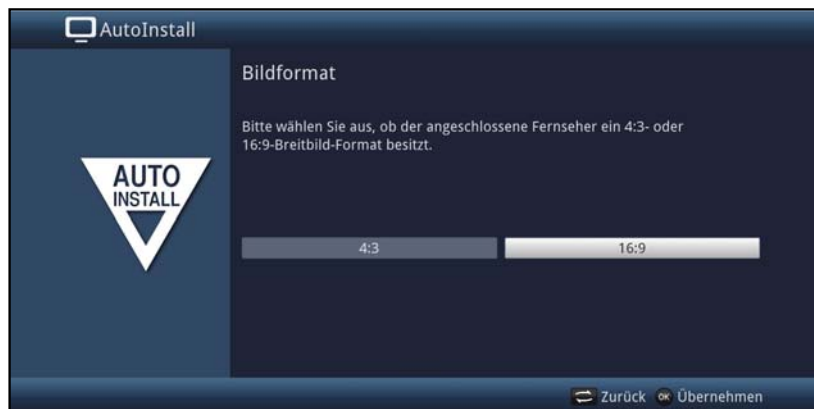 AutoInstall
Bildformat
Bitte wählen Sie aus, ob der angeschlossene Fernseher ein 4:3- oder
16:9-Breitbild-Format besitzt.
AUTO
INSTALL
4:3
16:9
Zurück OK Übernehmen